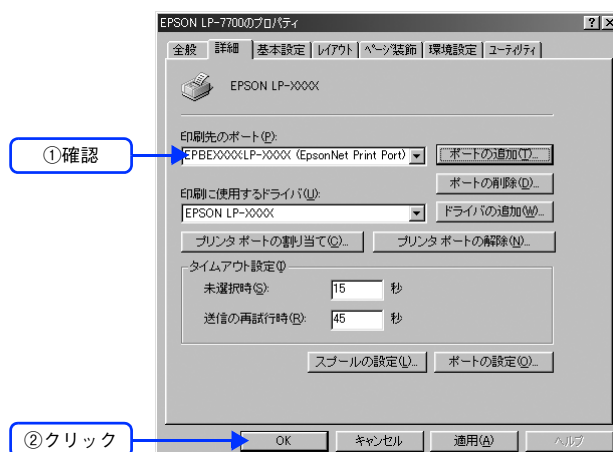 EPSON LP-7700のプロパティ
全般 詳細 基本設定 レイアウト ページ装飾 環境設定 ユーティリティ
EPSON LP-XXXX
印刷先のポート(P):
①確認
EPBEXXXX:LP-XXXX (EpsonNet Print Port)
ポートの追加(T)...
ポートの削除(D)...
印刷に使用するドライバ(U):
EPSON LP-XXXX
ドライバの追加(W)...
プリンタ ポートの割り当て(C)... プリンタ ポートの解除(N)...
タイムアウト設定①
未選択時(S): 15 秒
送信の再試行時(R): 45 秒
スプールの設定(L)... ポートの設定(O)...
②クリック
OK キャンセル 適用(A) ヘルプ